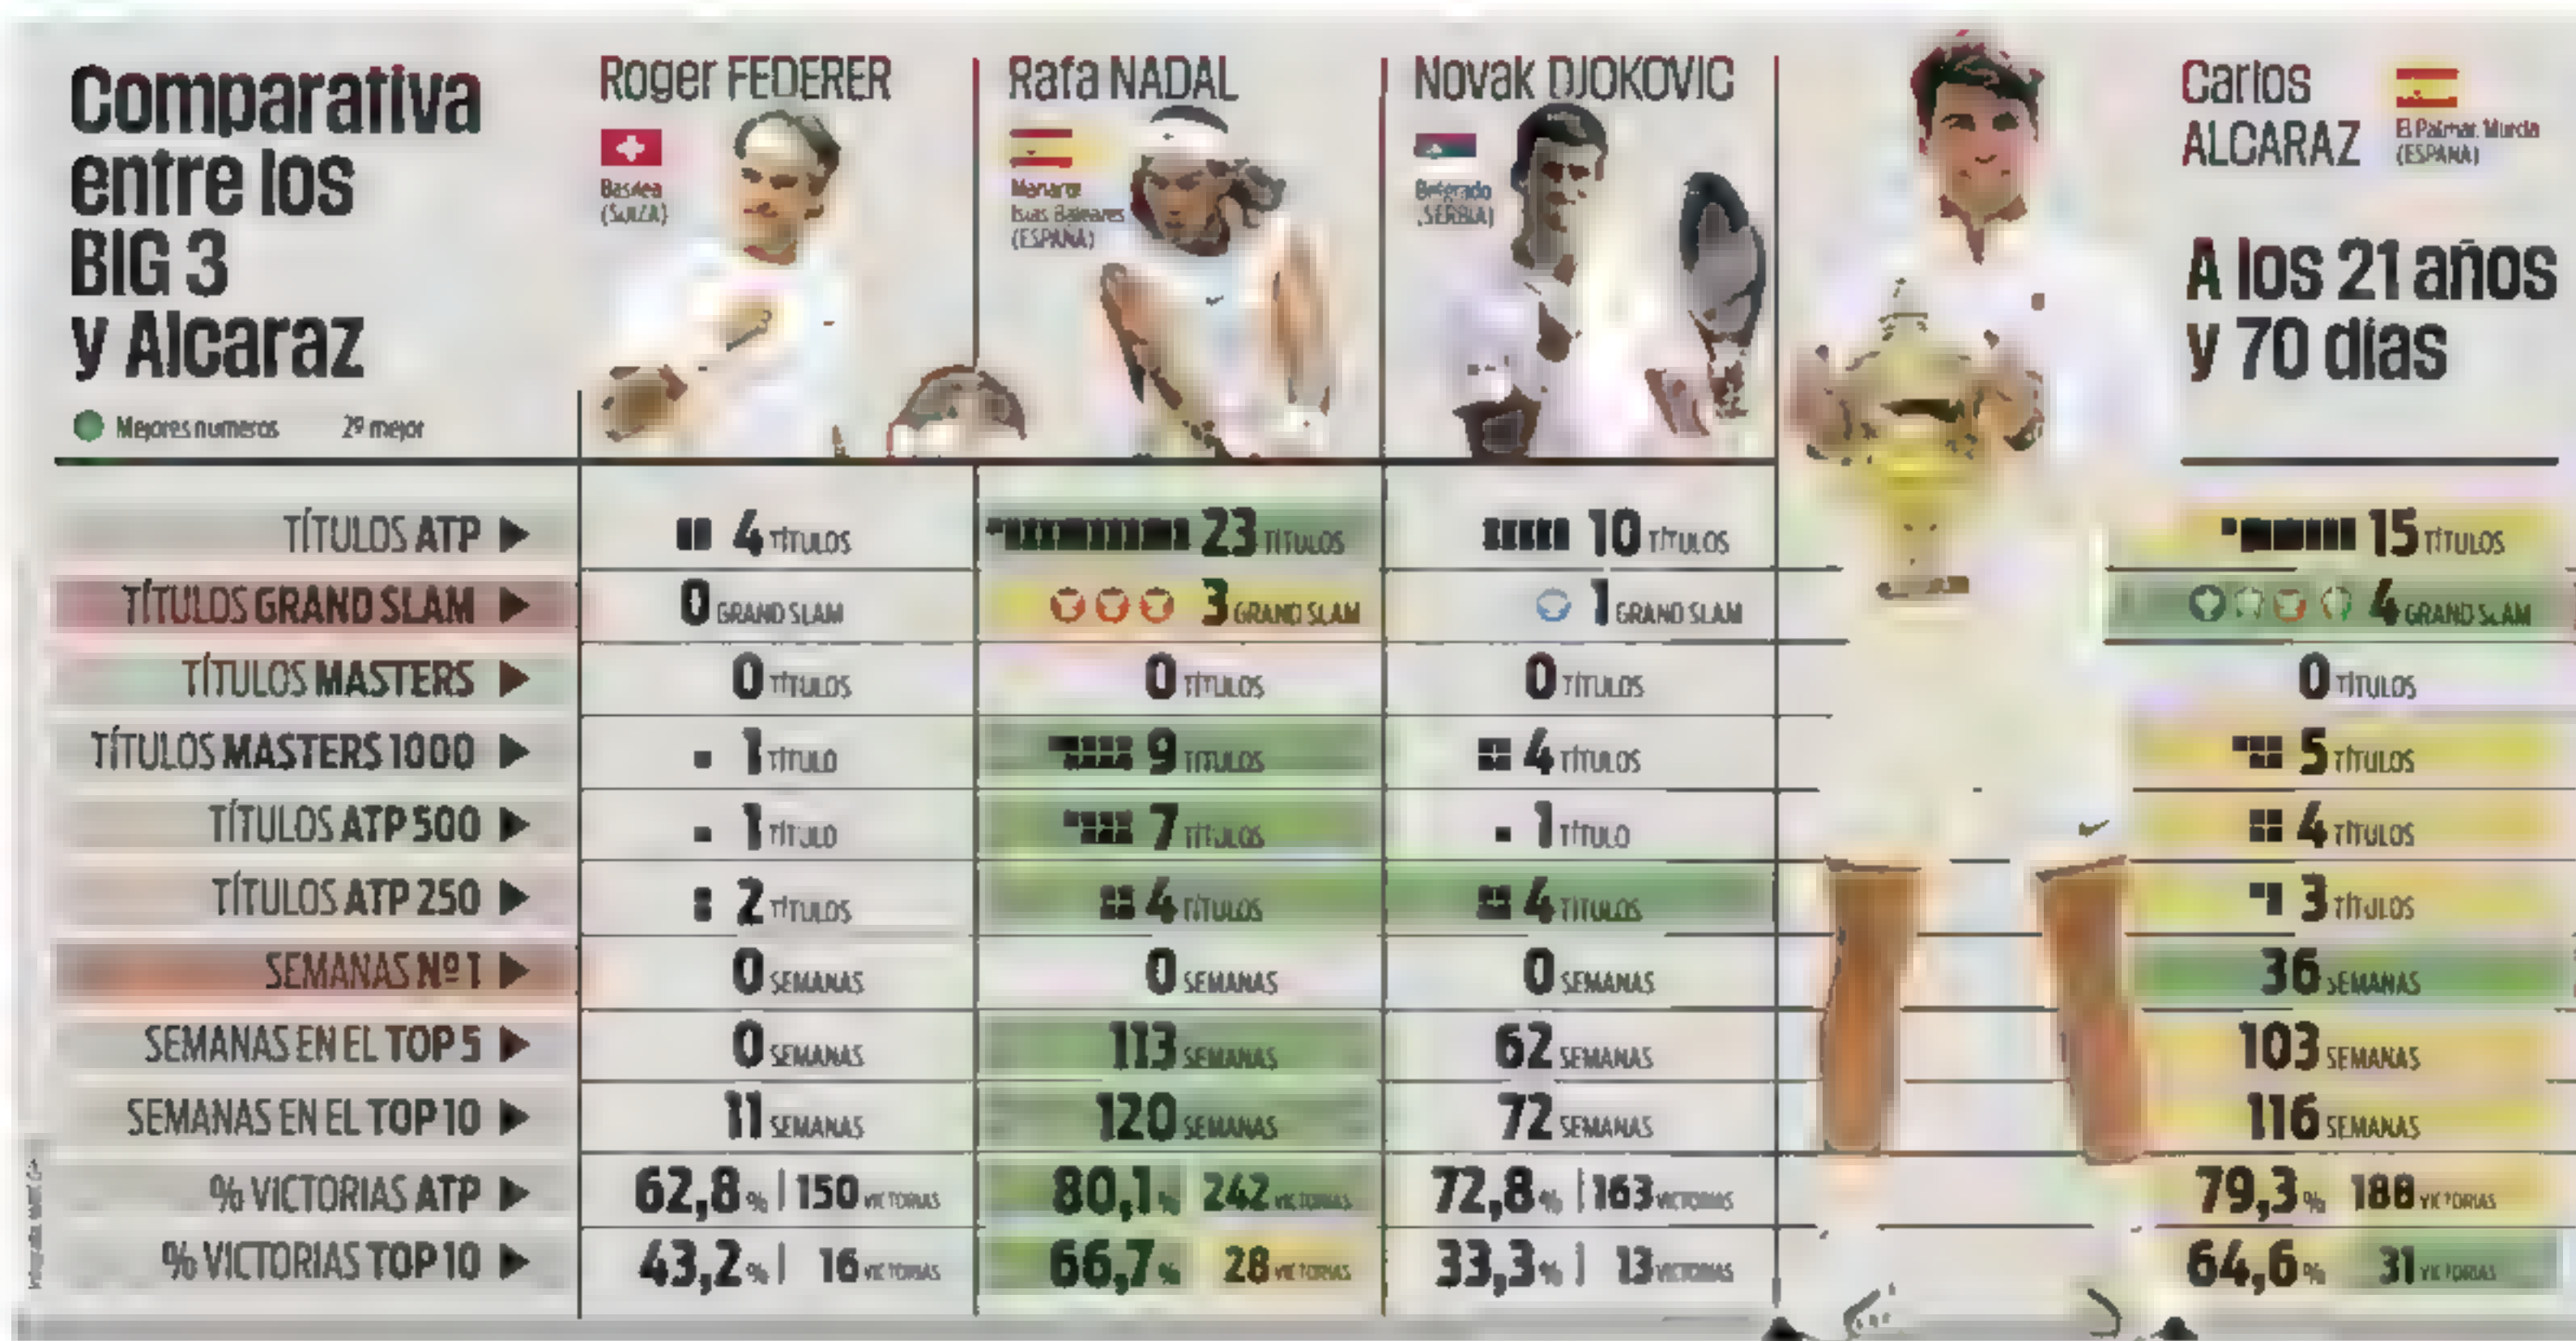 Comparativa
entre los
BIG 3
y Alcaraz
Mejores numeros 2º mejor
Roger FEDERER
Basilea
(SUIZA)
Rafa NADAL
Manacor
Islas Baleares
(ESPAÑA)
Novak DJOKOVIC
Belgrado
(SERBIA)
Carlos
ALCARAZ
El Palmar, Murcia
(ESPAÑA)
A los 21 años
y 70 días
TÍTULOS ATP 4 TÍTULOS 23 TÍTULOS 10 TÍTULOS 15 TÍTULOS
TÍTULOS GRAND SLAM 0 GRAND SLAM 3 GRAND SLAM 1 GRAND SLAM 4 GRAND SLAM
TÍTULOS MASTERS 0 TÍTULOS 0 TÍTULOS 0 TÍTULOS 0 TÍTULOS
TÍTULOS MASTERS 1000 1 TÍTULO 9 TÍTULOS 4 TÍTULOS 5 TÍTULOS
TÍTULOS ATP 500 1 TÍTULO 7 TÍTULOS 1 TÍTULO 4 TÍTULOS
TÍTULOS ATP 250 2 TÍTULOS 4 TÍTULOS 4 TÍTULOS 3 TÍTULOS
SEMANAS Nº 1 0 SEMANAS 0 SEMANAS 0 SEMANAS 36 SEMANAS
SEMANAS EN EL TOP 5 0 SEMANAS 113 SEMANAS 62 SEMANAS 103 SEMANAS
SEMANAS EN EL TOP 10 11 SEMANAS 120 SEMANAS 72 SEMANAS 116 SEMANAS
% VICTORIAS ATP 62,8% | 150 VICTORIAS 80,1% 242 VICTORIAS 72,8% | 163 VICTORIAS 79,3% 188 VICTORIAS
% VICTORIAS TOP 10 43,2% | 16 VICTORIAS 66,7% 28 VICTORIAS 33,3% | 13 VICTORIAS 64,6% 31 VICTORIAS